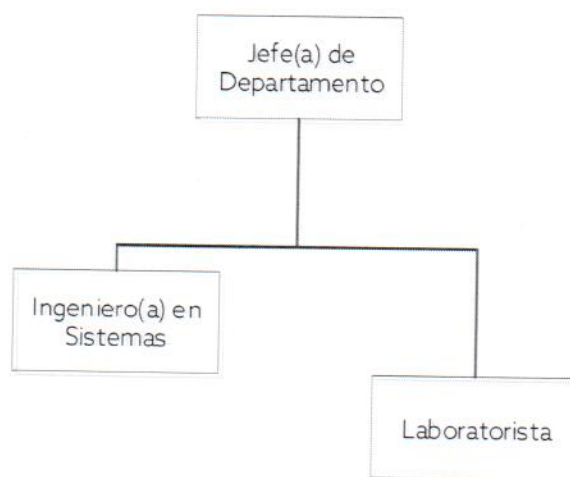 Jefe(a) de
Departamento
Ingeniero(a) en
Sistemas
Laboratorista